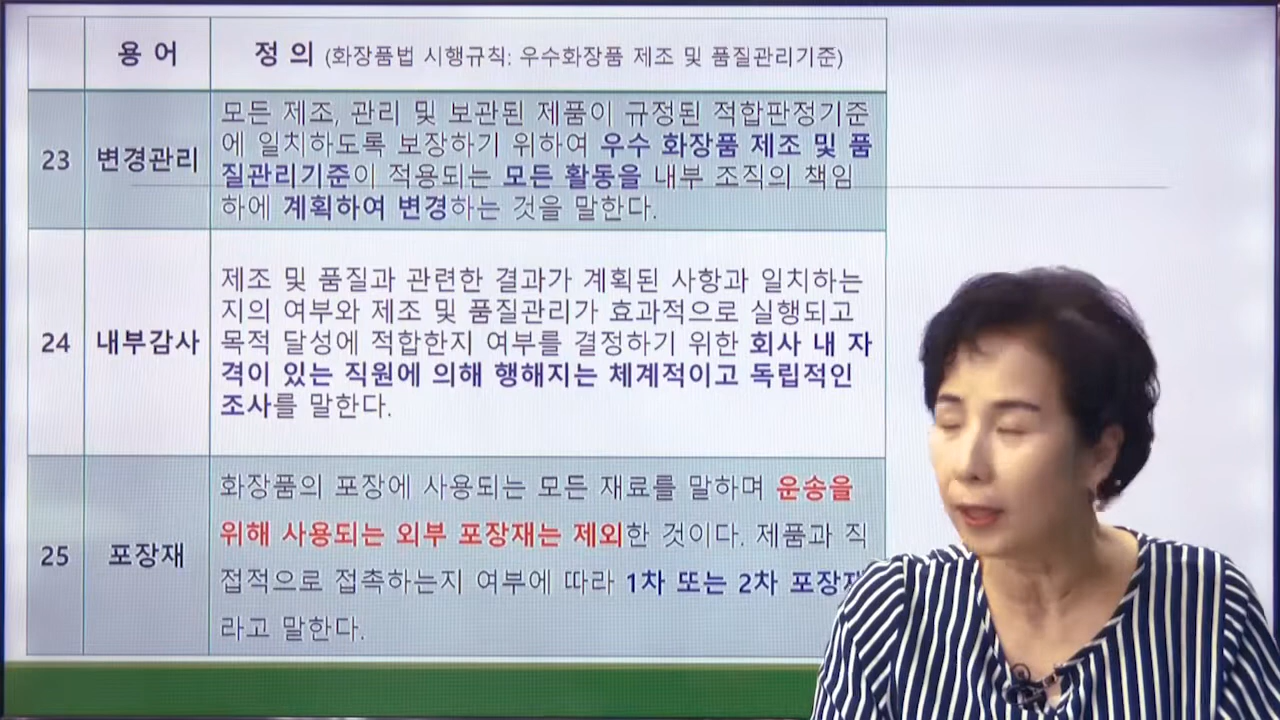 용 어
정 의 (화장품법 시행규칙: 우수화장품 제조 및 품질관리기준)
23
변경관리
모든 제조, 관리 및 보관된 제품이 규정된 적합판정기준
에 일치하도록 보장하기 위하여 우수 화장품 제조 및 품
질관리기준이 적용되는 모든 활동을 내부 조직의 책임
하에 계획하여 변경하는 것을 말한다.
24
내부감사
제조 및 품질과 관련한 결과가 계획된 사항과 일치하는
지의 여부와 제조 및 품질관리가 효과적으로 실행되고
목적 달성에 적합한지 여부를 결정하기 위한 회사 내 자
격이 있는 직원에 의해 행해지는 체계적이고 독립적인
조사를 말한다.
25
포장재
화장품의 포장에 사용되는 모든 재료를 말하며 운송을
위해 사용되는 외부 포장재는 제외한 것이다. 제품과 직
접적으로 접촉하는지 여부에 따라 1차 또는 2차 포장재
라고 말한다.